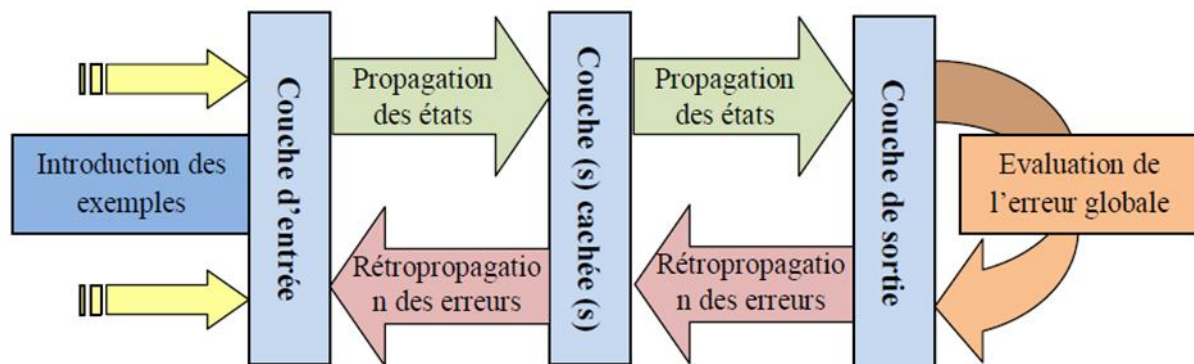 Introduction des
exemples
Couche d'entrée
Propagation
des états
Rétropropagatio
n des erreurs
Couche (s) cachée (s)
Propagation
des états
Rétropropagatio
n des erreurs
Couche de sortie
Evaluation de
l'erreur globale